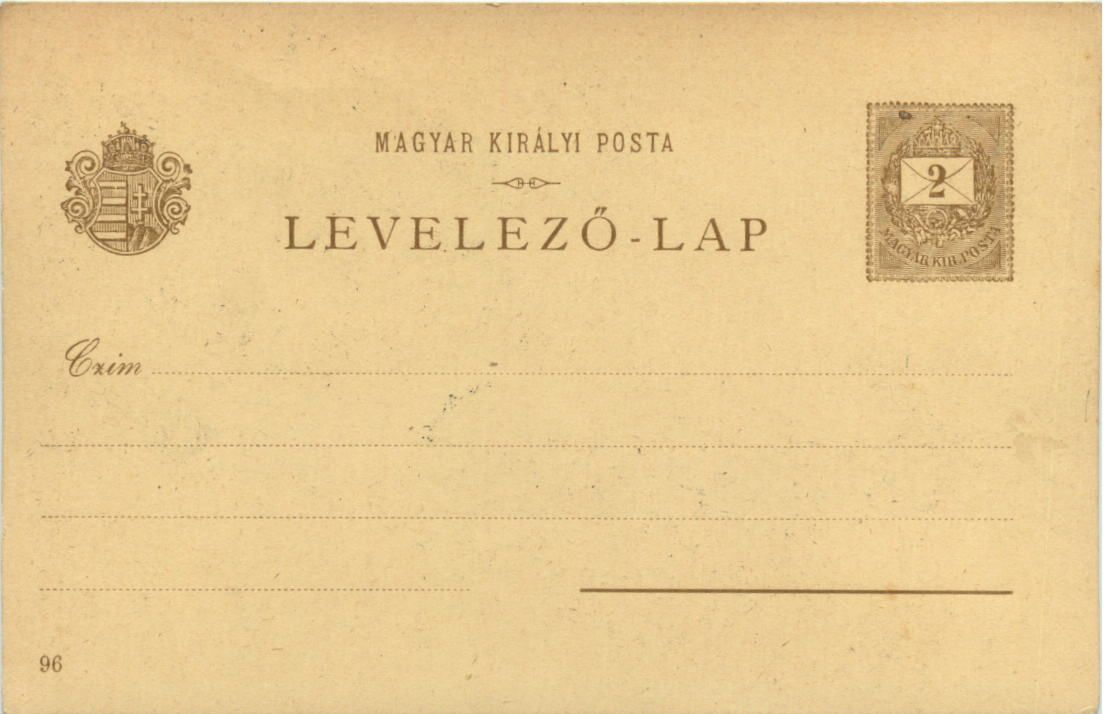 MAGYAR KIRÁLYI POSTA
2
MAGYAR KIR. POSTA
LEVELEZŐ-LAP
Czim
96